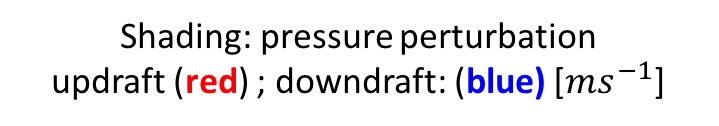 Shading: pressure perturbation
updraft (red) ; downdraft: (blue) [ms⁻¹]